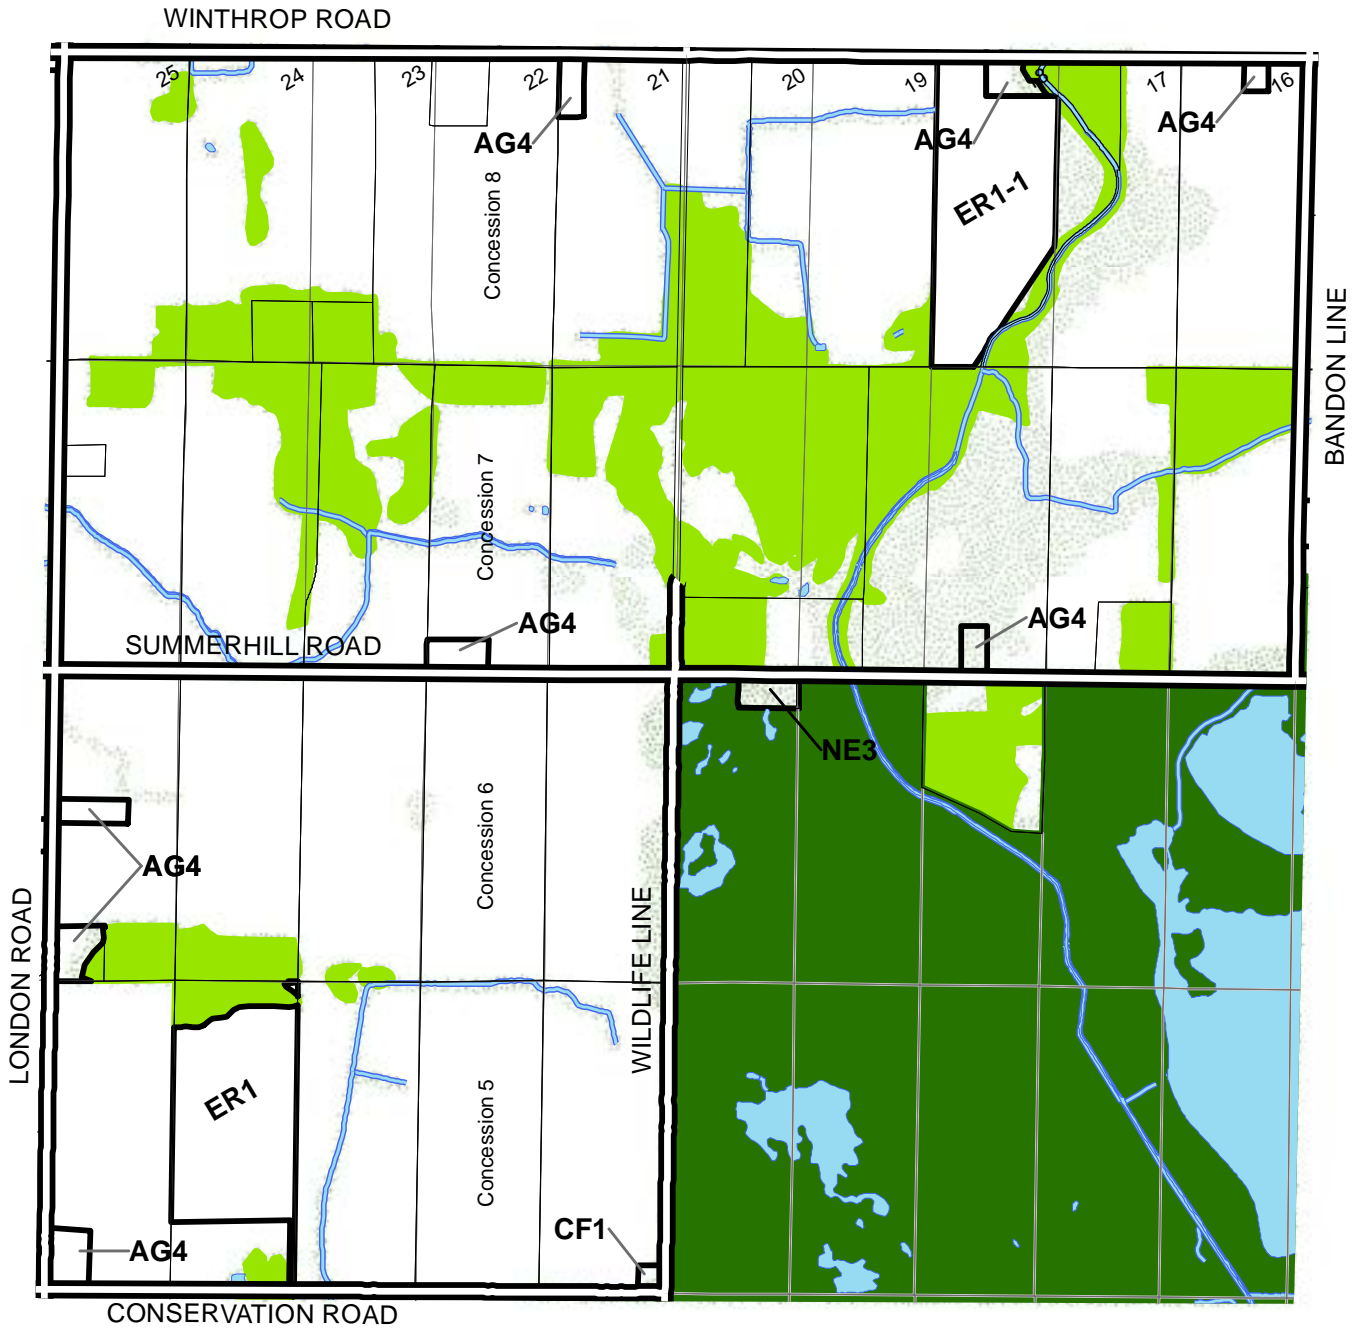 WINTHROP ROAD
25
24
23
22
21
20
19
17
16
AG4
AG4
AG4
ER1-1
Concession 8
BANDON LINE
Concession 7
AG4
AG4
SUMMERHILL ROAD
NE3
Concession 6
AG4
LONDON ROAD
WILDLIFE LINE
ER1
Concession 5
AG4
CF1
CONSERVATION ROAD